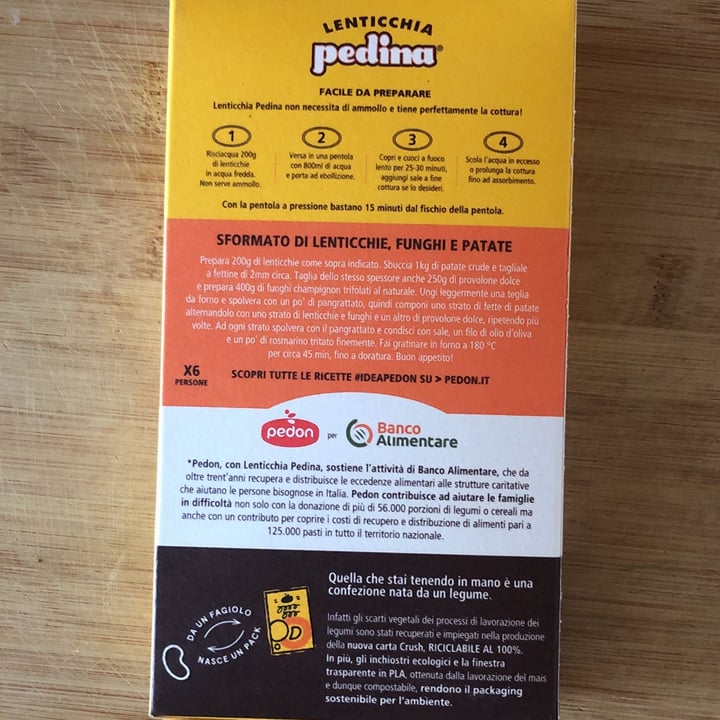 LENTICCHIA
pedina®
FACILE DA PREPARARE
Lenticchia Pedina non necessita di ammollo e tiene perfettamente la cottura!
1
Risciacqua 200g
di lenticchie
in acqua fredda.
Non serve ammollo.
2
Versa in una pentola
con 800ml di acqua
e porta ad ebollizione.
3
Copri e cuoci a fuoco
lento per 25-30 minuti,
aggiungi sale a fine
cottura se lo desideri.
4
Scola l'acqua in eccesso
o prolunga la cottura
fino ad assorbimento.
Con la pentola a pressione bastano 15 minuti dal fischio della pentola.
SFORMATO DI LENTICCHIE, FUNGHI E PATATE
Prepara 200g di lenticchie come sopra indicato. Sbuccia 1kg di patate crude e tagliale
a fettine di 2mm circa. Taglia dello stesso spessore anche 250g di provolone dolce
e prepara 400g di funghi champignon trifolati al naturale. Ungi leggermente una teglia
da forno e spolvera con un po' di pangrattato, quindi componi uno strato di fette di patate
alternandolo con uno strato di lenticchie e funghi e un altro di provolone dolce, ripetendo più
volte. Ad ogni strato spolvera con il pangrattato e condisci con sale, un filo di olio d'oliva
e un po' di rosmarino tritato finemente. Fai gratinare in forno a 180 °C
per circa 45 min, fino a doratura. Buon appetito!
X6
PERSONE
SCOPRI TUTTE LE RICETTE #IDEAPEDON SU > PEDON.IT
pedon
per
Banco
Alimentare
*Pedon, con Lenticchia Pedina, sostiene l'attività di Banco Alimentare, che da
oltre trent'anni recupera e distribuisce le eccedenze alimentari alle strutture caritative
che aiutano le persone bisognose in Italia. Pedon contribuisce ad aiutare le famiglie
in difficoltà non solo con la donazione di più di 56.000 porzioni di legumi o cereali ma
anche con un contributo per coprire i costi di recupero e distribuzione di alimenti pari a
125.000 pasti in tutto il territorio nazionale.
DA UN FAGIOLO
NASCE UN PACK
Quella che stai tenendo in mano è una
confezione nata da un legume.
Infatti gli scarti vegetali dei processi di lavorazione dei
legumi sono stati recuperati e impiegati nella produzione
della nuova carta Crush, RICICLABILE AL 100%.
In più, gli inchiostri ecologici e la finestra
trasparente in PLA, ottenuta dalla lavorazione del mais
e dunque compostabile, rendono il packaging
sostenibile per l'ambiente.